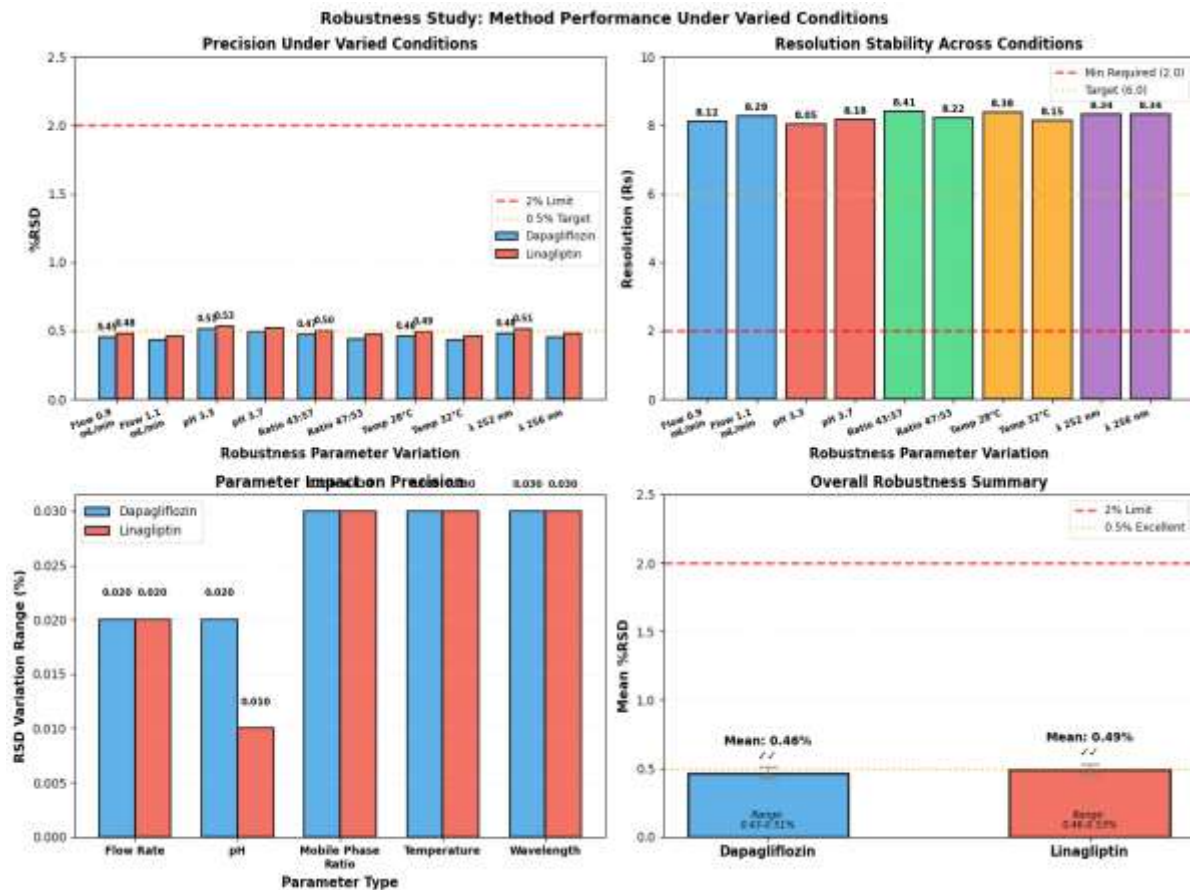 Robustness Study: Method Performance Under Varied Conditions
Precision Under Varied Conditions
2.5
2.0
1.5
1.0
0.5
0.0
%RSD
2% Limit
0.5% Target
Dapagliflozin
Linagliptin
0.45 0.48
0.53
0.47 0.50
0.46 0.49
0.48 0.51
Flow 0.9 mL/min
Flow 1.1 mL/min
pH 3.3
pH 3.7
Ratio 43:57
Ratio 47:53
Temp 28°C
Temp 32°C
λ 252 nm
λ 256 nm
Robustness Parameter Variation
Resolution Stability Across Conditions
10
8
6
4
2
0
Resolution (Rs)
Min Required (2.0)
Target (6.0)
8.12
8.29
8.05
8.18
8.41
8.22
8.38
8.15
8.34
8.34
Flow 0.9 mL/min
Flow 1.1 mL/min
pH 3.3
pH 3.7
Ratio 43:57
Ratio 47:53
Temp 28°C
Temp 32°C
λ 252 nm
λ 256 nm
Robustness Parameter Variation
Parameter Impact on Precision
0.030
0.025
0.020
0.015
0.010
0.005
0.000
RSD Variation Range (%)
Dapagliflozin
Linagliptin
0.020 0.020
0.020
0.010
0.030 0.030
Flow Rate
pH
Mobile Phase
Ratio
Temperature
Wavelength
Parameter Type
Overall Robustness Summary
2.5
2.0
1.5
1.0
0.5
0.0
Mean %RSD
2% Limit
0.5% Excellent
Mean: 0.46%
✓✓
Range
0.43-0.51%
Mean: 0.49%
✓✓
Range
0.46-0.53%
Dapagliflozin
Linagliptin